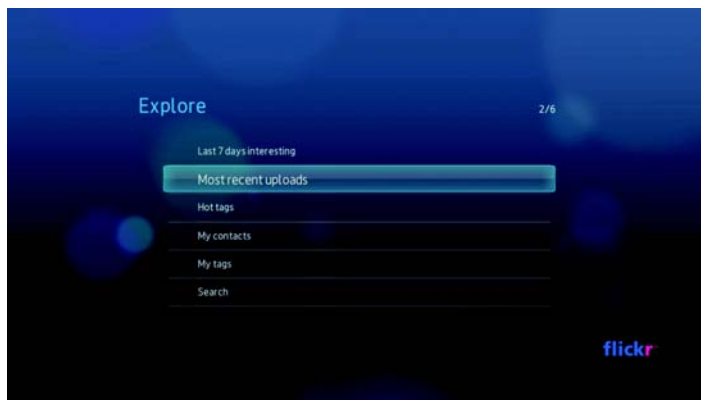 Explore
2/6
Last 7 days interesting
Most recent uploads
Hot tags
My contacts
My tags
Search
flickr